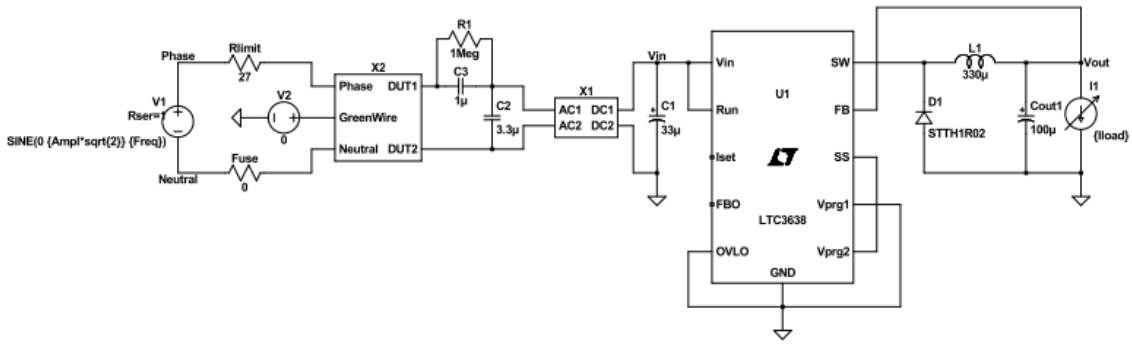 Phase
Rlimit
27
V1
Rser=1
SINE(0 {Ampl*sqrt{2}} {Freq})
Neutral
Fuse
0
V2
0
X2
Phase
GreenWire
Neutral
DUT1
DUT2
R1
1Meg
C3
1µ
C2
3.3µ
X1
AC1
AC2
DC1
DC2
Vin
C1
33µ
Vin
Run
Iset
FBO
OVLO
U1
LTC3638
GND
SW
FB
SS
Vprg1
Vprg2
D1
STTH1R02
L1
330µ
Vout
Cout1
100µ
I1
{Iload}